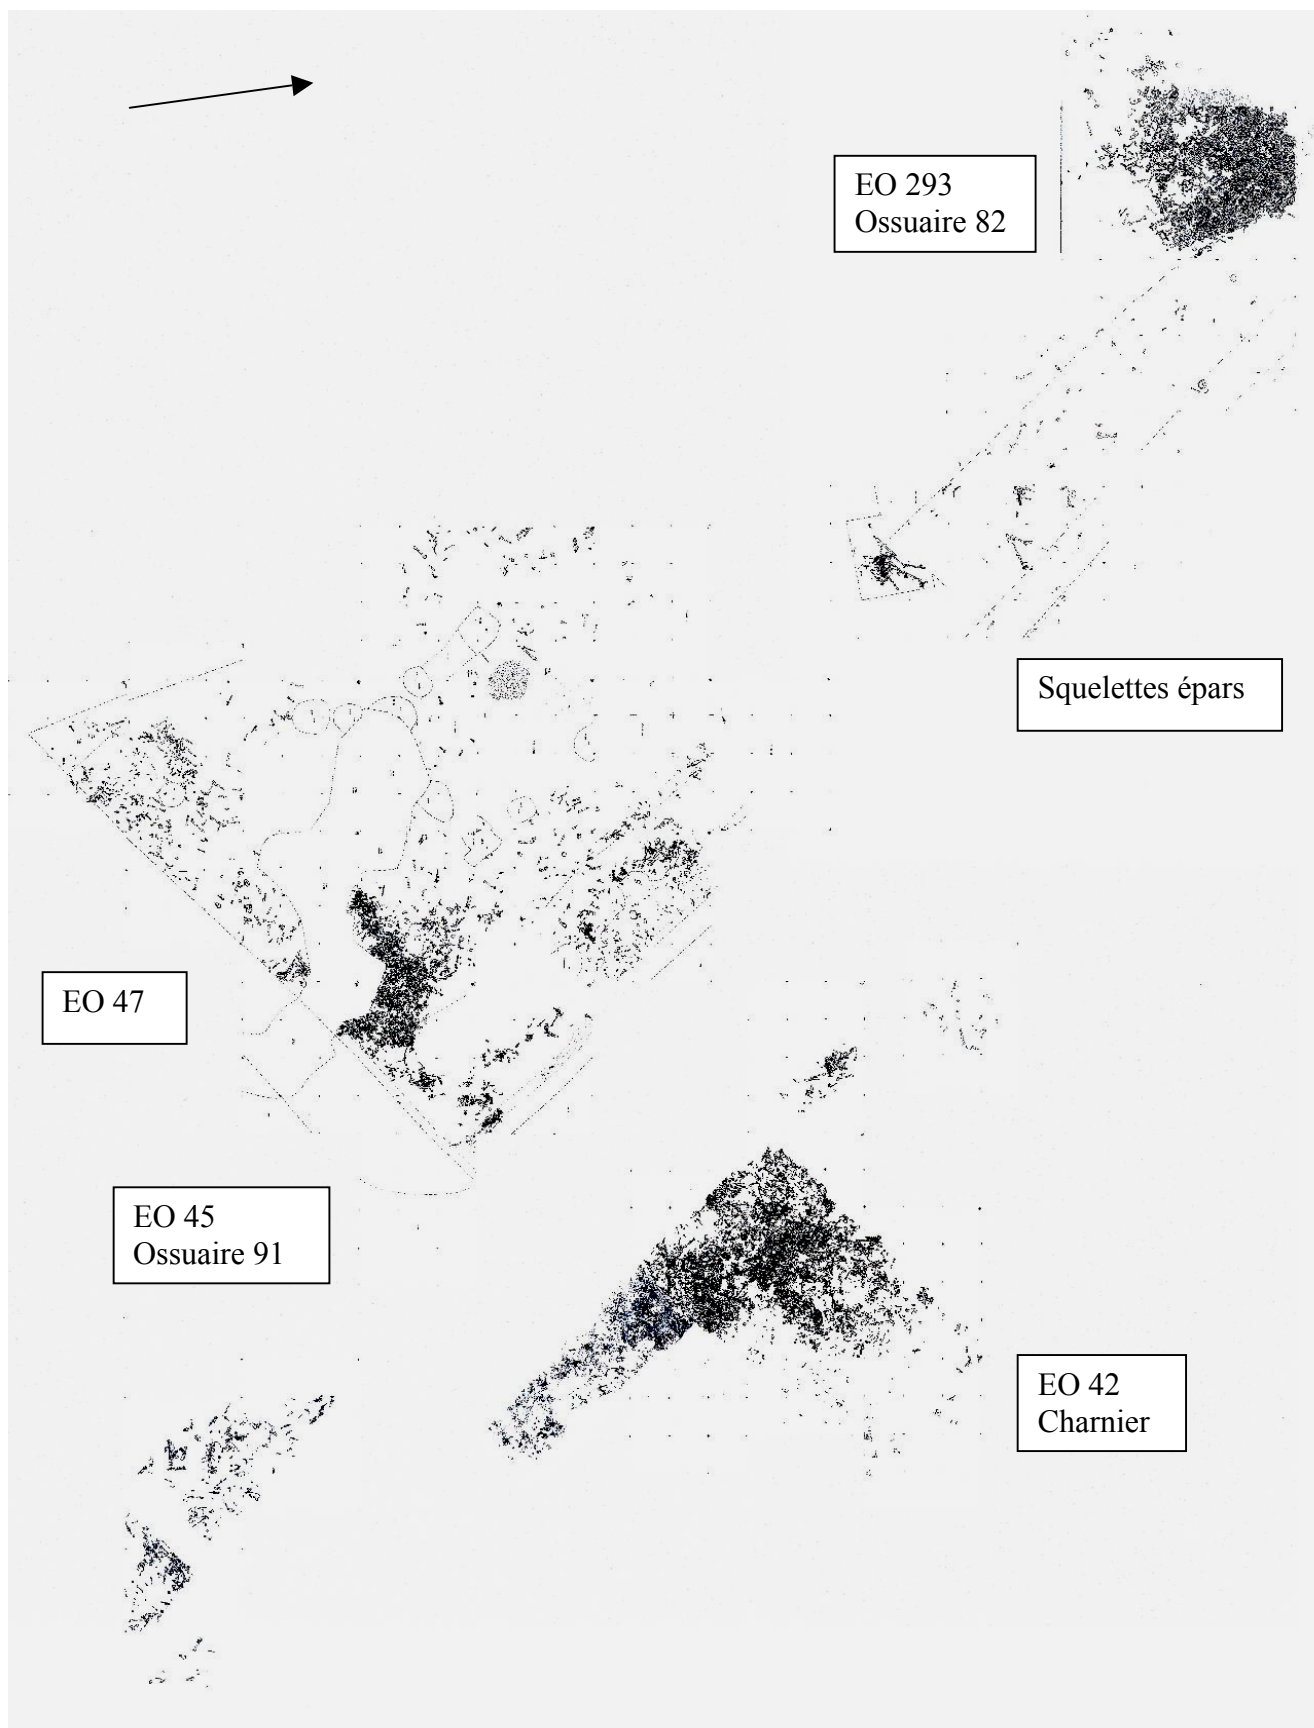 EO 293
Ossuaire 82
Squelettes épars
EO 47
EO 45
Ossuaire 91
EO 42
Charnier